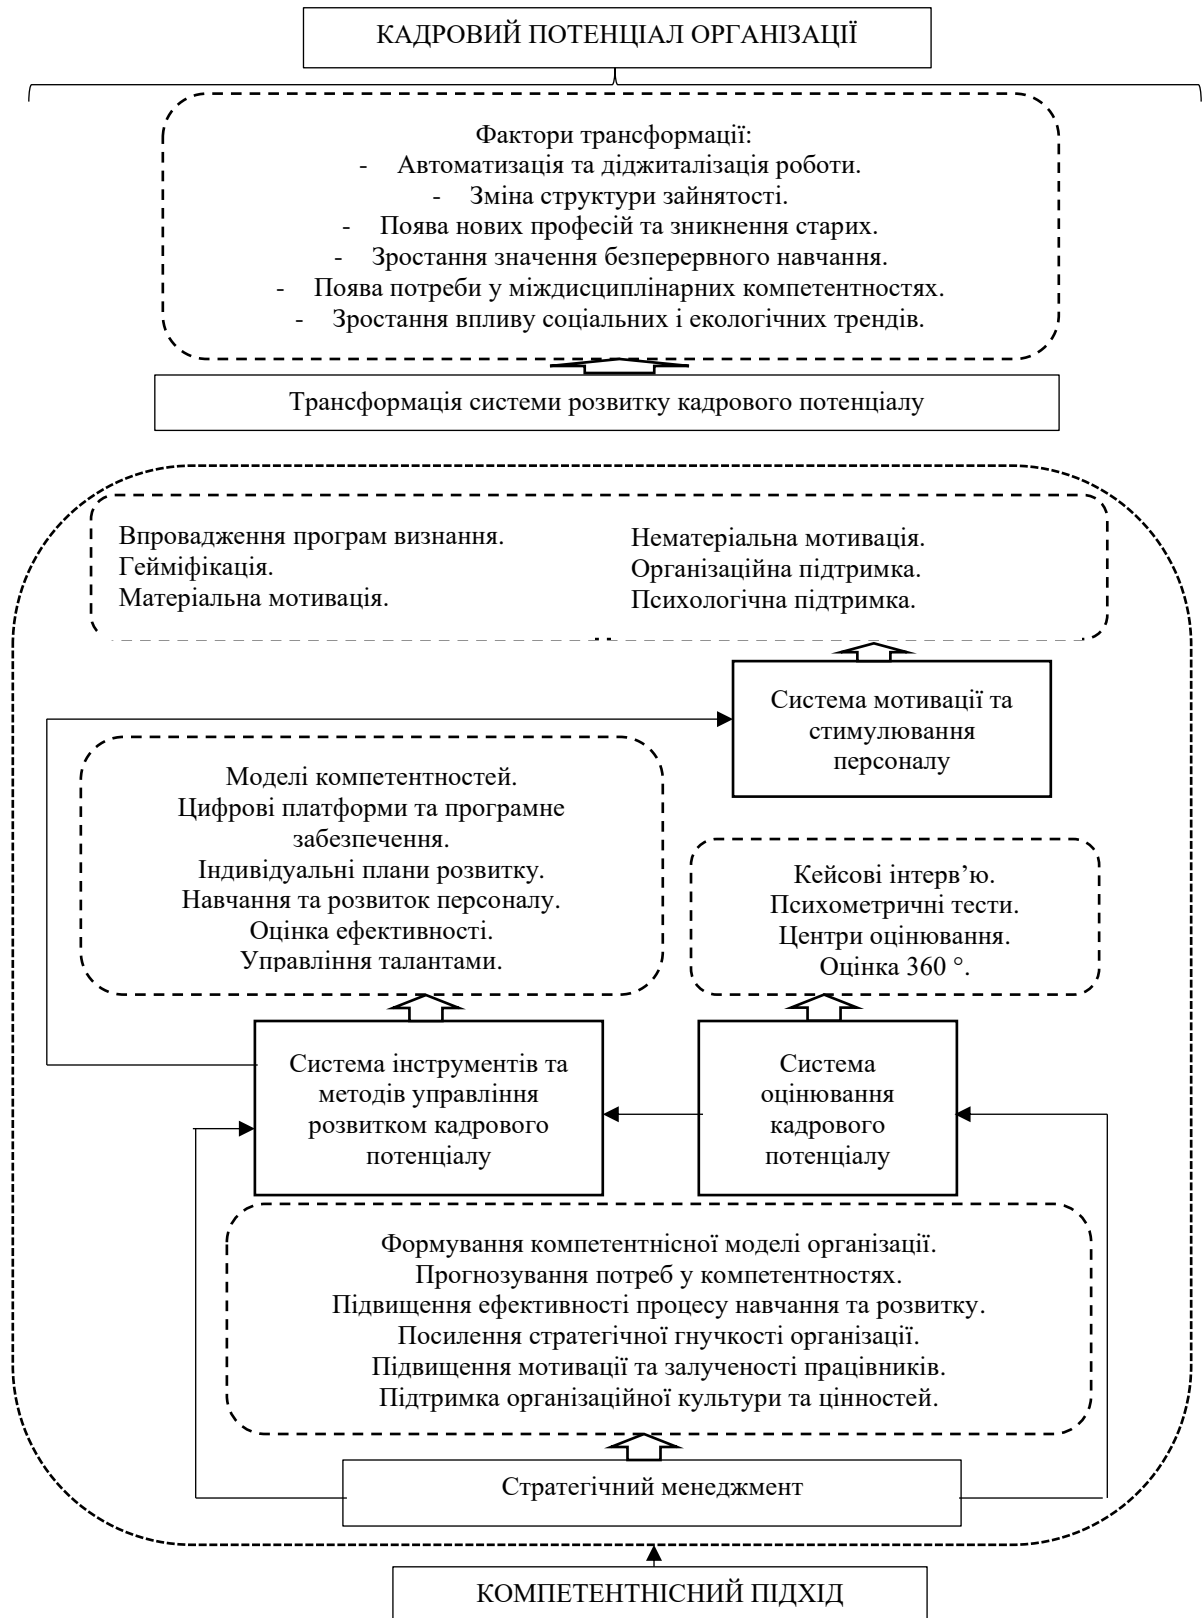 КАДРОВИЙ ПОТЕНЦІАЛ ОРГАНІЗАЦІЇ
Фактори трансформації:
- Автоматизація та діджиталізація роботи.
- Зміна структури зайнятості.
- Поява нових професій та зникнення старих.
- Зростання значення безперервного навчання.
- Поява потреби у міждисциплінарних компетентностях.
- Зростання впливу соціальних і екологічних трендів.
Трансформація системи розвитку кадрового потенціалу
Впровадження програм визнання.
Гейміфікація.
Матеріальна мотивація.
Нематеріальна мотивація.
Організаційна підтримка.
Психологічна підтримка.
Система мотивації та
стимулювання
персоналу
Моделі компетентностей.
Цифрові платформи та програмне
забезпечення.
Індивідуальні плани розвитку.
Навчання та розвиток персоналу.
Оцінка ефективності.
Управління талантами.
Кейсові інтерв’ю.
Психометричні тести.
Центри оцінювання.
Оцінка 360 °.
Система інструментів та
методів управління
розвитком кадрового
потенціалу
Система
оцінювання
кадрового
потенціалу
Формування компетентнісної моделі організації.
Прогнозування потреб у компетентностях.
Підвищення ефективності процесу навчання та розвитку.
Посилення стратегічної гнучкості організації.
Підвищення мотивації та залученості працівників.
Підтримка організаційної культури та цінностей.
Стратегічний менеджмент
КОМПЕТЕНТНІСНИЙ ПІДХІД